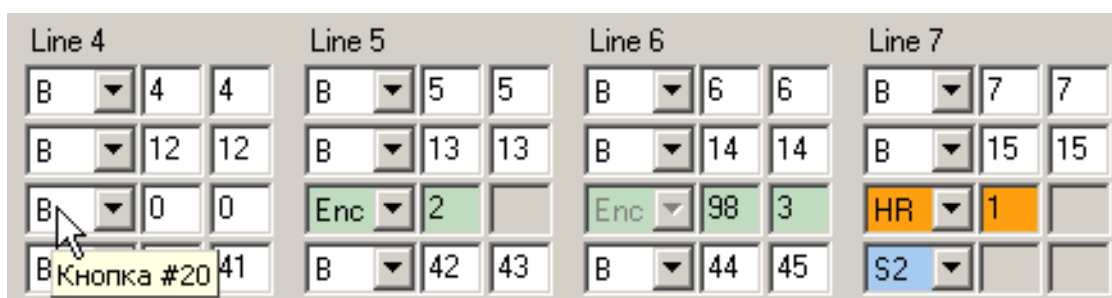 Line 4 Line 5 Line 6 Line 7
B 4 4 B 5 5 B 6 6 B 7 7
B 12 12 B 13 13 B 14 14 B 15 15
B 0 0 Enc 2 Enc 98 3 HR 1
B 41 B 42 43 B 44 45 S2
Кнопка #20